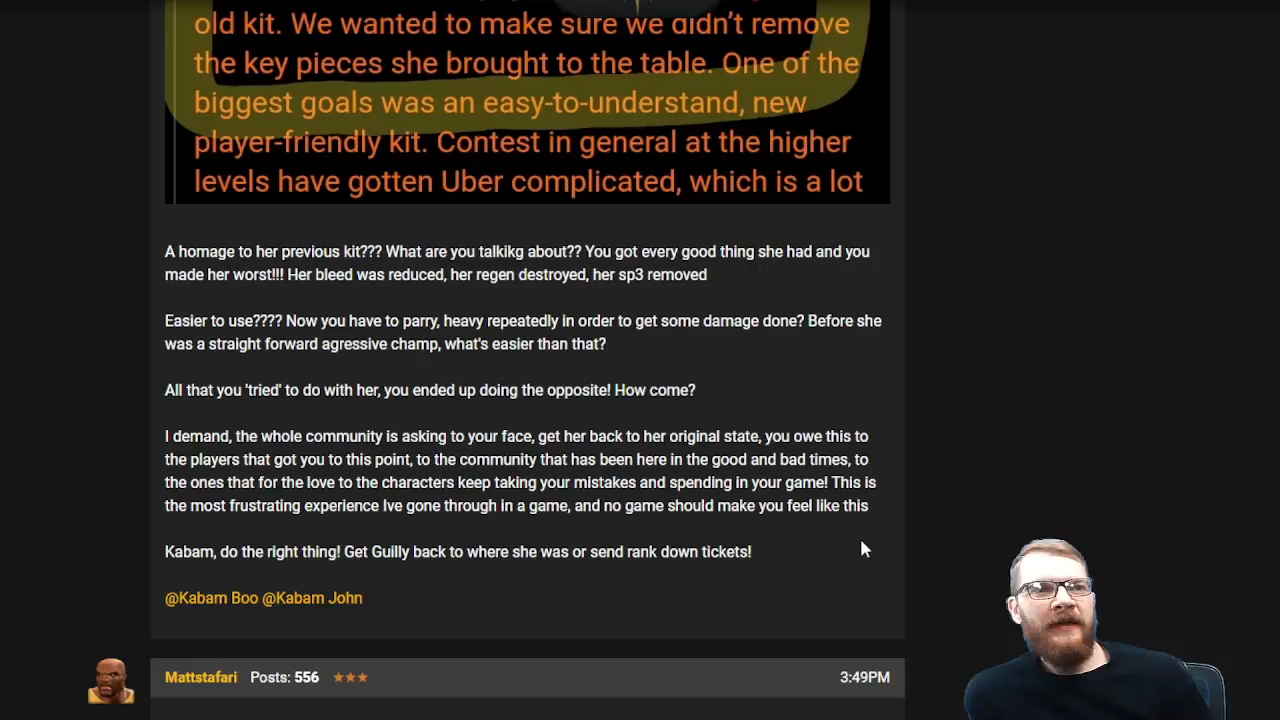 old kit. We wanted to make sure we didn't remove
the key pieces she brought to the table. One of the
biggest goals was an easy-to-understand, new
player-friendly kit. Contest in general at the higher
levels have gotten Uber complicated, which is a lot
A homage to her previous kit??? What are you talkikg about?? You got every good thing she had and you
made her worst!!! Her bleed was reduced, her regen destroyed, her sp3 removed
Easier to use???? Now you have to parry, heavy repeatedly in order to get some damage done? Before she
was a straight forward agressive champ, what's easier than that?
All that you 'tried' to do with her, you ended up doing the opposite! How come?
I demand, the whole community is asking to your face, get her back to her original state, you owe this to
the players that got you to this point, to the community that has been here in the good and bad times, to
the ones that for the love to the characters keep taking your mistakes and spending in your game! This is
the most frustrating experience Ive gone through in a game, and no game should make you feel like this
Kabam, do the right thing! Get Guilly back to where she was or send rank down tickets!
@Kabam Boo @Kabam John
Mattstafari Posts: 556 ★★★ 3:49PM